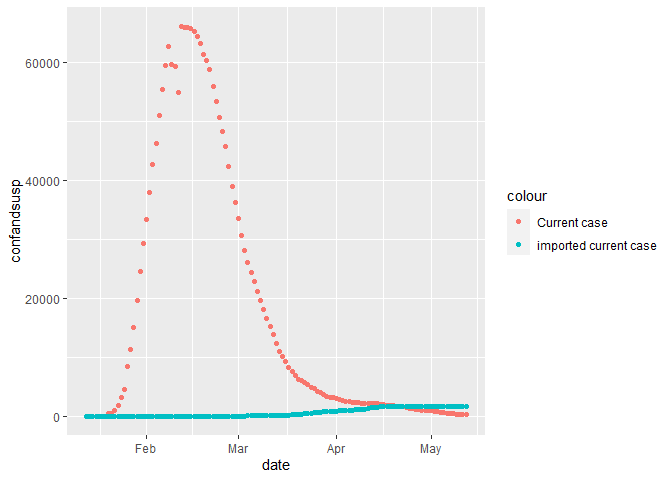 60000
40000
20000
0
confandsusp
Feb Mar Apr May
date
colour
Current case
imported current case